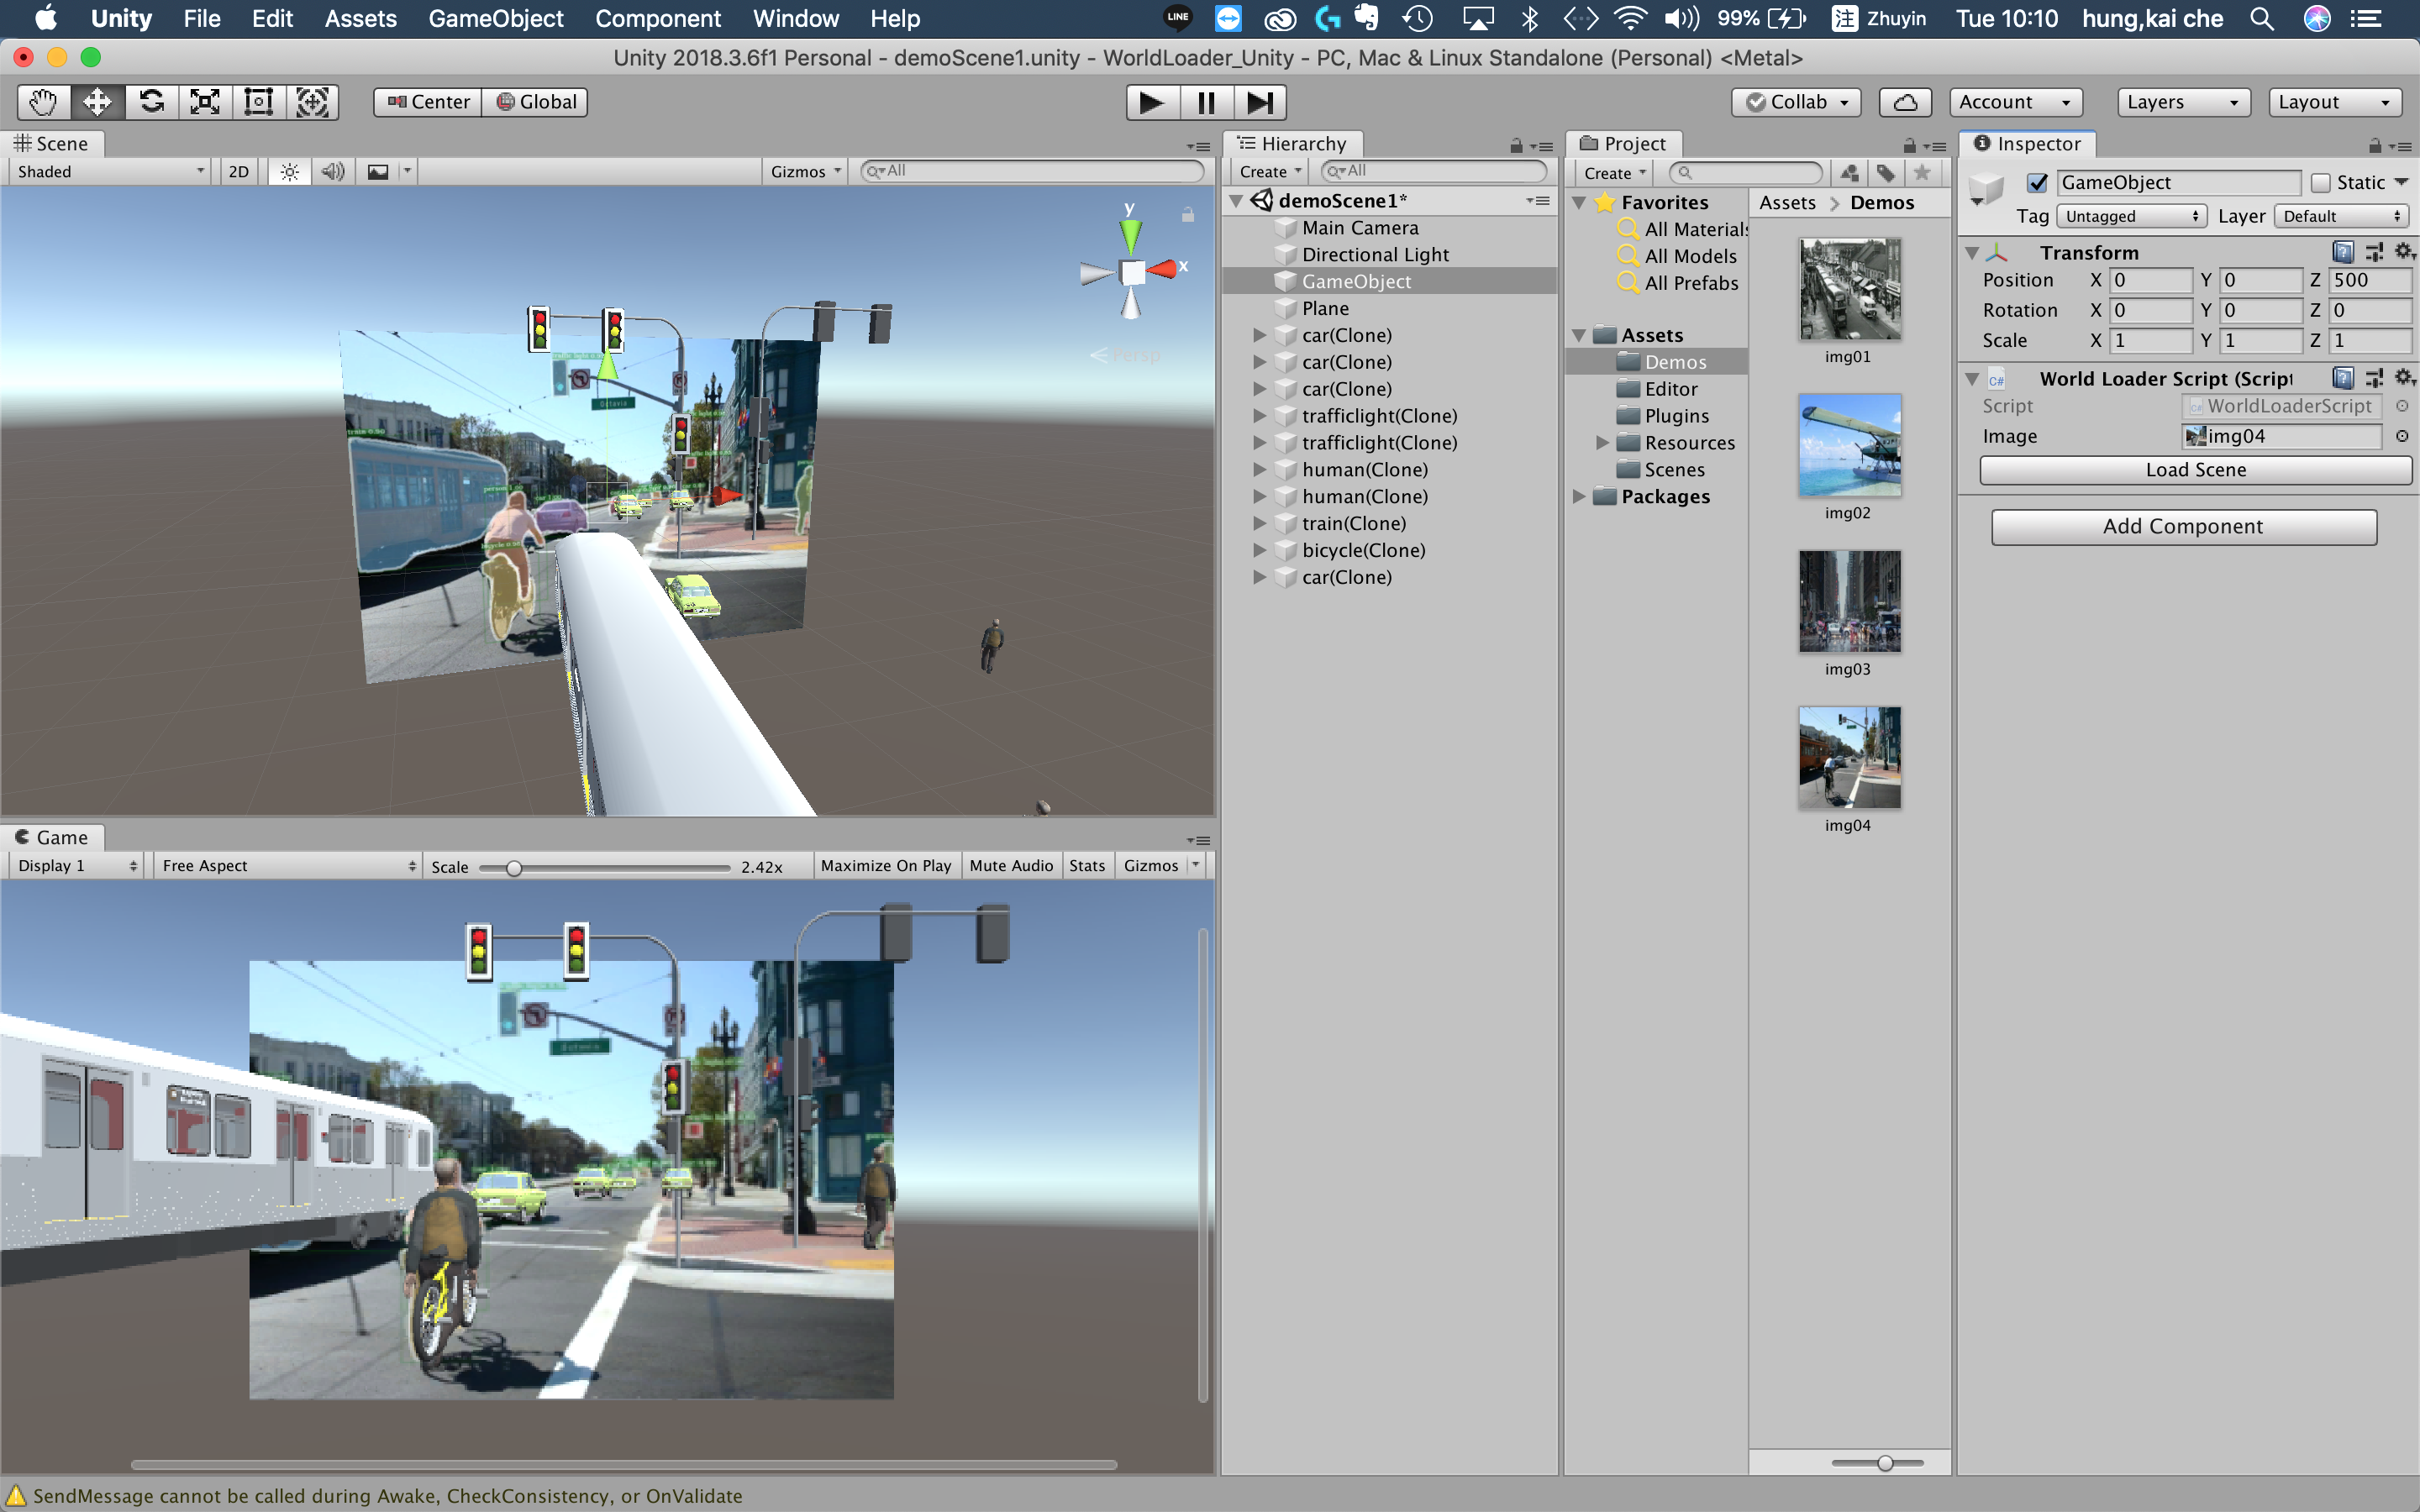 Unity File Edit Assets GameObject Component Window Help LINE 99% 注 Zhuyin Tue 10:10 hung,kai che
Unity 2018.3.6f1 Personal - demoScene1.unity - WorldLoader_Unity - PC, Mac & Linux Standalone (Personal) <Metal>
Center Global Collab Account Layers Layout
Scene
Shaded 2D Gizmos All
y
x
Persp
Game
Display 1 Free Aspect Scale 2.42x Maximize On Play Mute Audio Stats Gizmos
Hierarchy
Create All
demoScene1*
Main Camera
Directional Light
GameObject
Plane
car(Clone)
car(Clone)
car(Clone)
trafficlight(Clone)
trafficlight(Clone)
human(Clone)
human(Clone)
train(Clone)
bicycle(Clone)
car(Clone)
Project
Create
Favorites
All Materials
All Models
All Prefabs
Assets
Demos
Editor
Plugins
Resources
Scenes
Packages
Assets > Demos
img01
img02
img03
img04
Inspector
GameObject Static
Tag Untagged Layer Default
Transform
Position X 0 Y 0 Z 500
Rotation X 0 Y 0 Z 0
Scale X 1 Y 1 Z 1
C# World Loader Script (Script
Script WorldLoaderScript
Image img04
Load Scene
Add Component
SendMessage cannot be called during Awake, CheckConsistency, or OnValidate